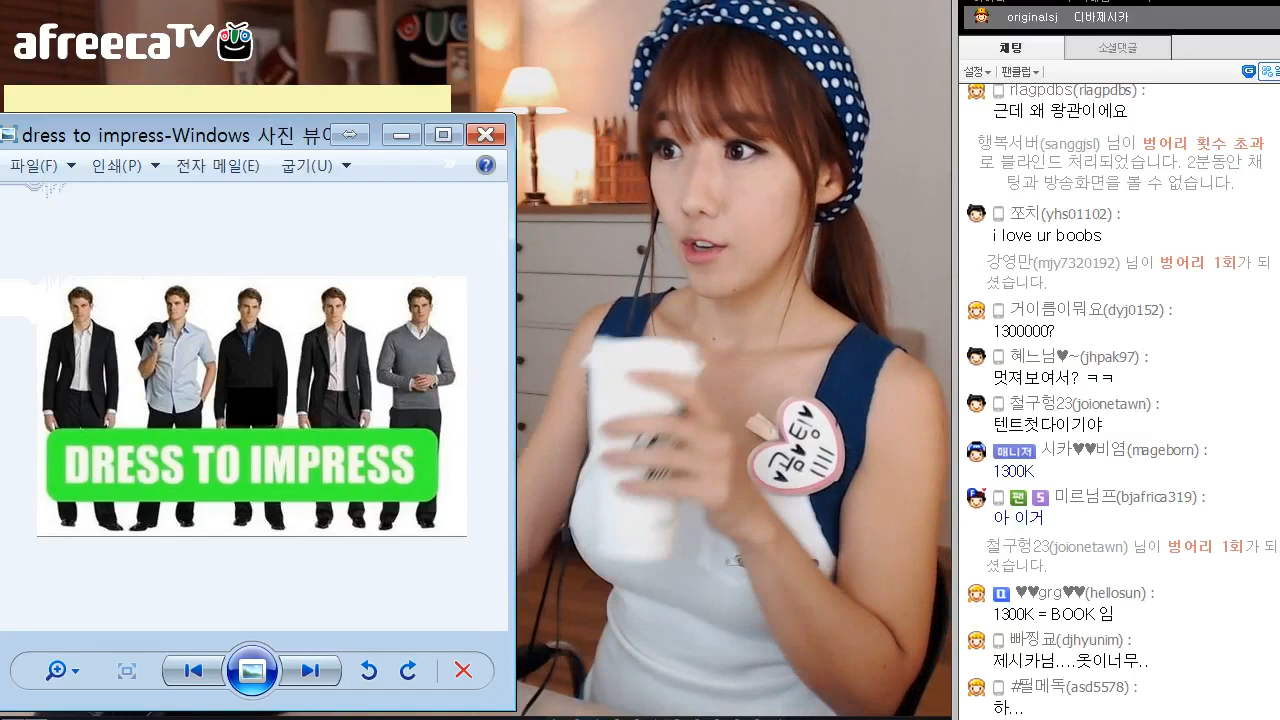 afreecaTV
dress to impress-Windows 사진 뷰
파일(F)
인쇄(P)
전자 메일(E)
굽기(U)
DRESS TO IMPRESS
originalsj 디바제시카
채팅
소셜댓글
설정
팬클럽
rlagpdbs(rlagpdbs) :
근데 왜 왕관이에요
행복서버(sanggjsl) 님이 벙어리 횟수 초과
로 블라인드 처리되었습니다. 2분동안 채
팅과 방송화면을 볼 수 없습니다.
쪼치(yhs01102) :
i love ur boobs
강영만(mjy7320192) 님이 벙어리 1회가 되
셨습니다.
거이름이뭐요(dyj0152) :
1300000?
혜느님♥~(jhpak97) :
멋져보여서? ㅋㅋ
철구형23(joionetawn) :
텐트첫다이기야
매니저 시카♥♥비염(mageborn) :
1300K
팬 S 미르님프(bjafrica319) :
아 이거
철구형23(joionetawn) 님이 벙어리 1회가 되
셨습니다.
♥♥grg♥♥(hellosun) :
1300K = BOOK 임
빠찡쿄(djhyunim) :
제시카님....옷이너무..
#필메독(asd5578) :
하...